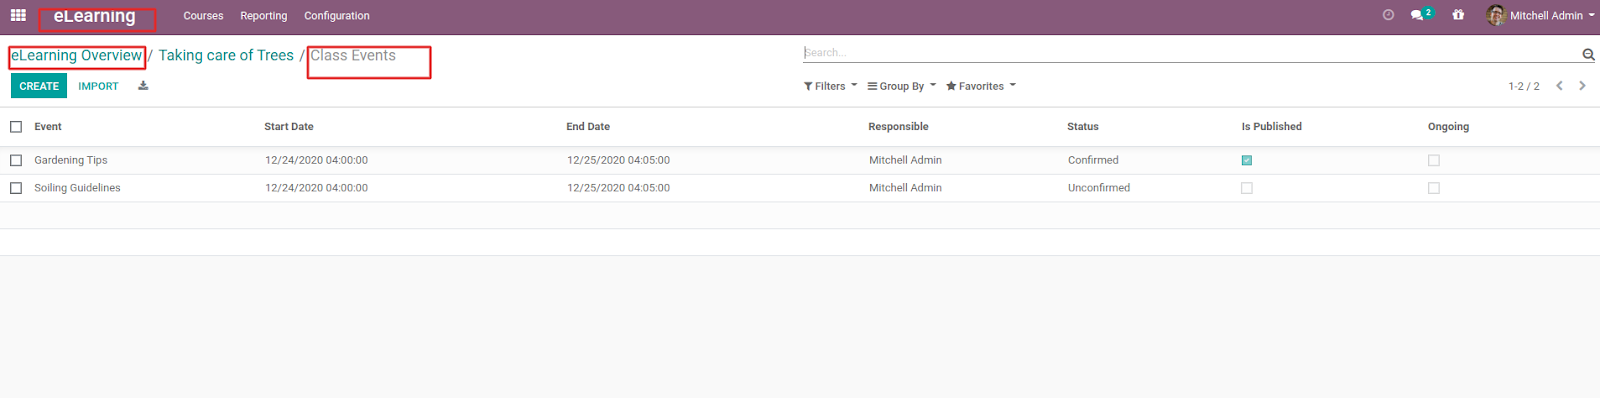 eLearning Courses Reporting Configuration 2 Mitchell Admin
eLearning Overview / Taking care of Trees / Class Events Search...
CREATE IMPORT Filters Group By Favorites 1-2 / 2
Event Start Date End Date Responsible Status Is Published Ongoing
Gardening Tips 12/24/2020 04:00:00 12/25/2020 04:05:00 Mitchell Admin Confirmed
Soiling Guidelines 12/24/2020 04:00:00 12/25/2020 04:05:00 Mitchell Admin Unconfirmed